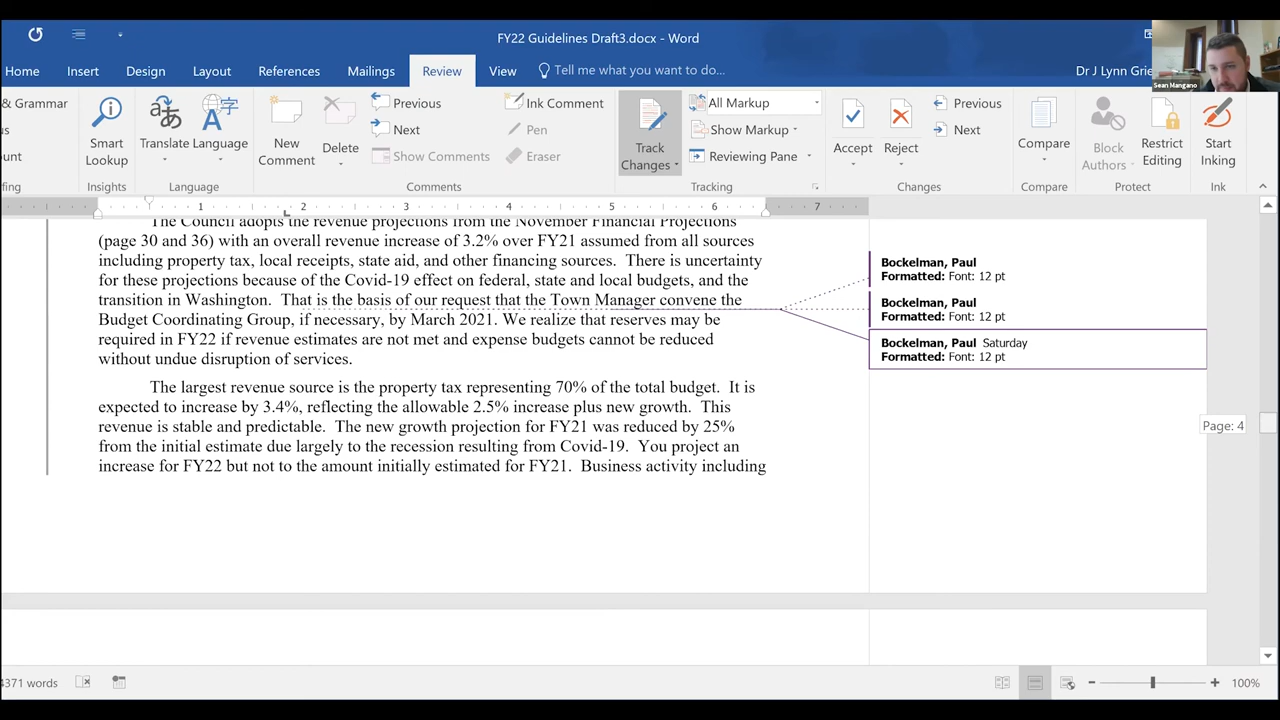 FY22 Guidelines Draft3.docx - Word
Sean Mangano
Home Insert Design Layout References Mailings Review View Tell me what you want to do... Dr J Lynn Grie
& Grammar
Smart Lookup
Insights
Translate Language
Language
New Comment
Delete
Previous
Next
Show Comments
Ink Comment
Pen
Eraser
Comments
Track Changes
All Markup
Show Markup
Reviewing Pane
Tracking
Accept
Reject
Previous
Next
Changes
Compare
Compare
Block Authors
Restrict Editing
Protect
Start Inking
Ink
1 2 3 4 5 6 7
The Council adopts the revenue projections from the November Financial Projections
(page 30 and 36) with an overall revenue increase of 3.2% over FY21 assumed from all sources
including property tax, local receipts, state aid, and other financing sources. There is uncertainty
for these projections because of the Covid-19 effect on federal, state and local budgets, and the
transition in Washington. That is the basis of our request that the Town Manager convene the
Budget Coordinating Group, if necessary, by March 2021. We realize that reserves may be
required in FY22 if revenue estimates are not met and expense budgets cannot be reduced
without undue disruption of services.
The largest revenue source is the property tax representing 70% of the total budget. It is
expected to increase by 3.4%, reflecting the allowable 2.5% increase plus new growth. This
revenue is stable and predictable. The new growth projection for FY21 was reduced by 25%
from the initial estimate due largely to the recession resulting from Covid-19. You project an
increase for FY22 but not to the amount initially estimated for FY21. Business activity including
Bockelman, Paul
Formatted: Font: 12 pt
Bockelman, Paul
Formatted: Font: 12 pt
Bockelman, Paul Saturday
Formatted: Font: 12 pt
Page: 4
4371 words
100%